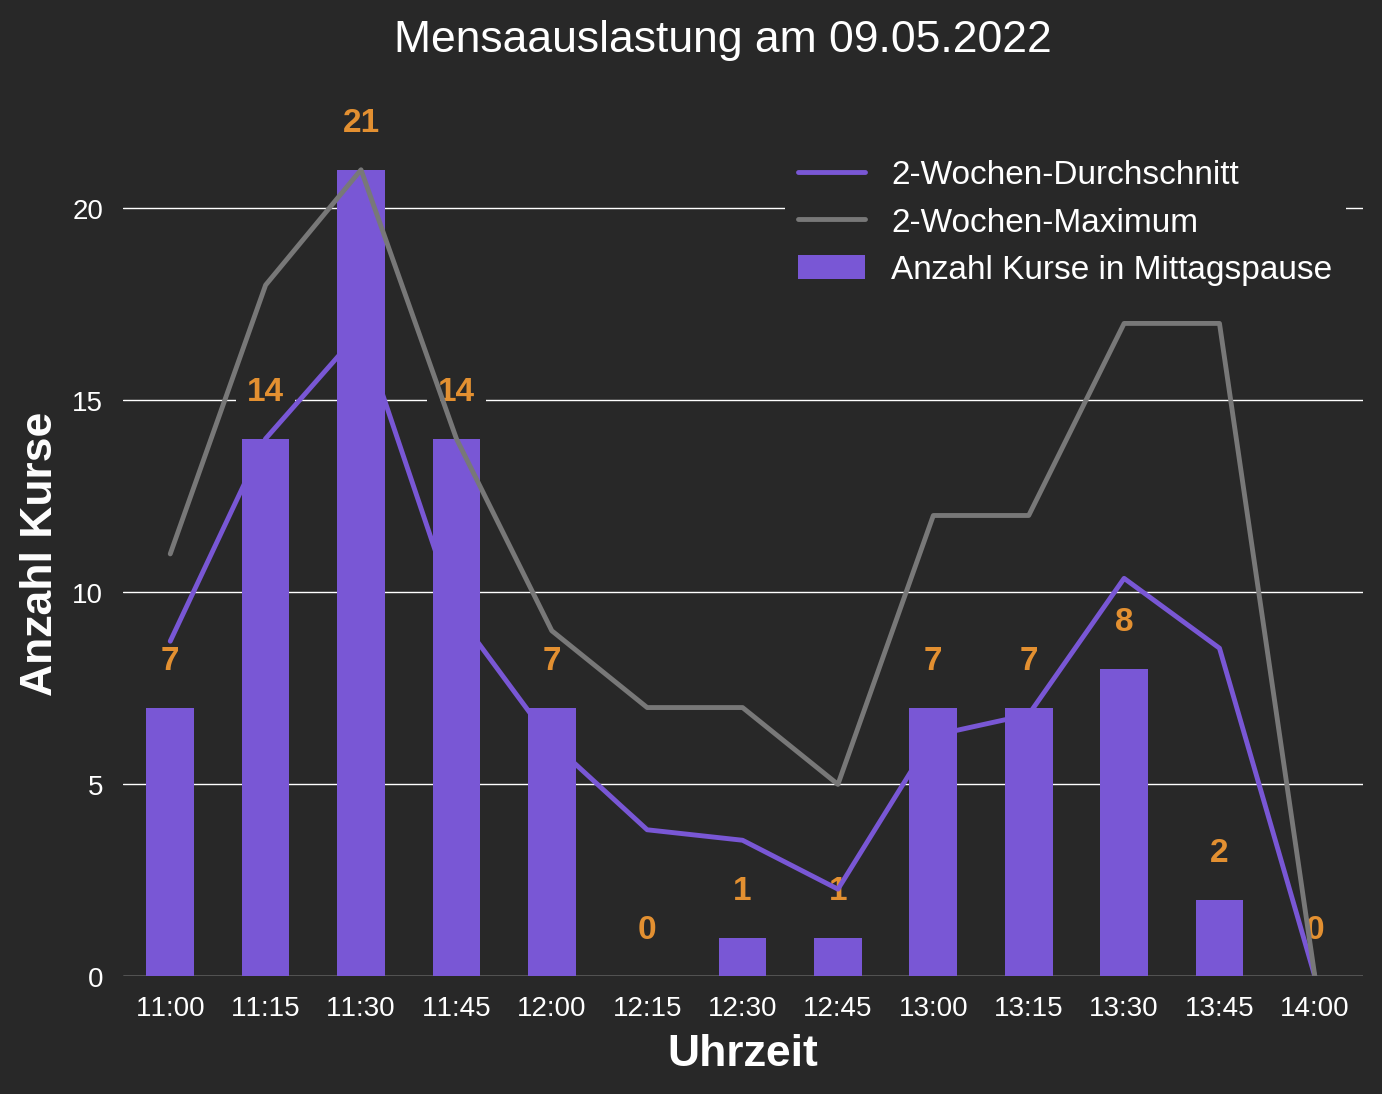 Mensaauslastung am 09.05.2022
21
2-Wochen-Durchschnitt
2-Wochen-Maximum
Anzahl Kurse in Mittagspause
20
14 14
15
Anzahl Kurse
10
8
7 7 7 7
5
2
1 1
0 0
0
11:00 11:15 11:30 11:45 12:00 12:15 12:30 12:45 13:00 13:15 13:30 13:45 14:00
Uhrzeit